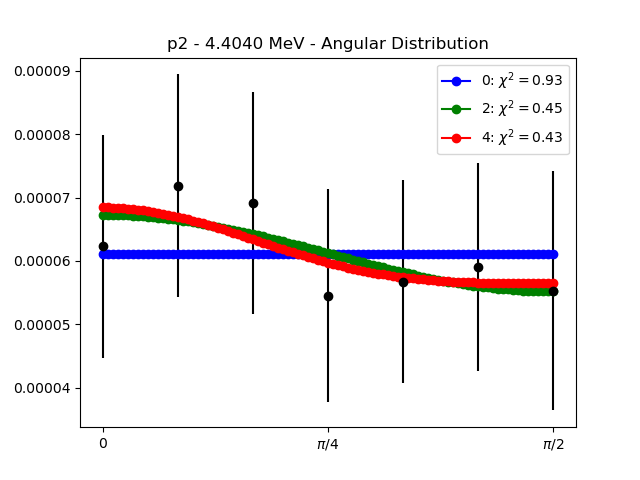 p2 - 4.4040 MeV - Angular Distribution
0.00009
0.00008
0.00007
0.00006
0.00005
0.00004
0: χ² = 0.93
2: χ² = 0.45
4: χ² = 0.43
0
π/4
π/2